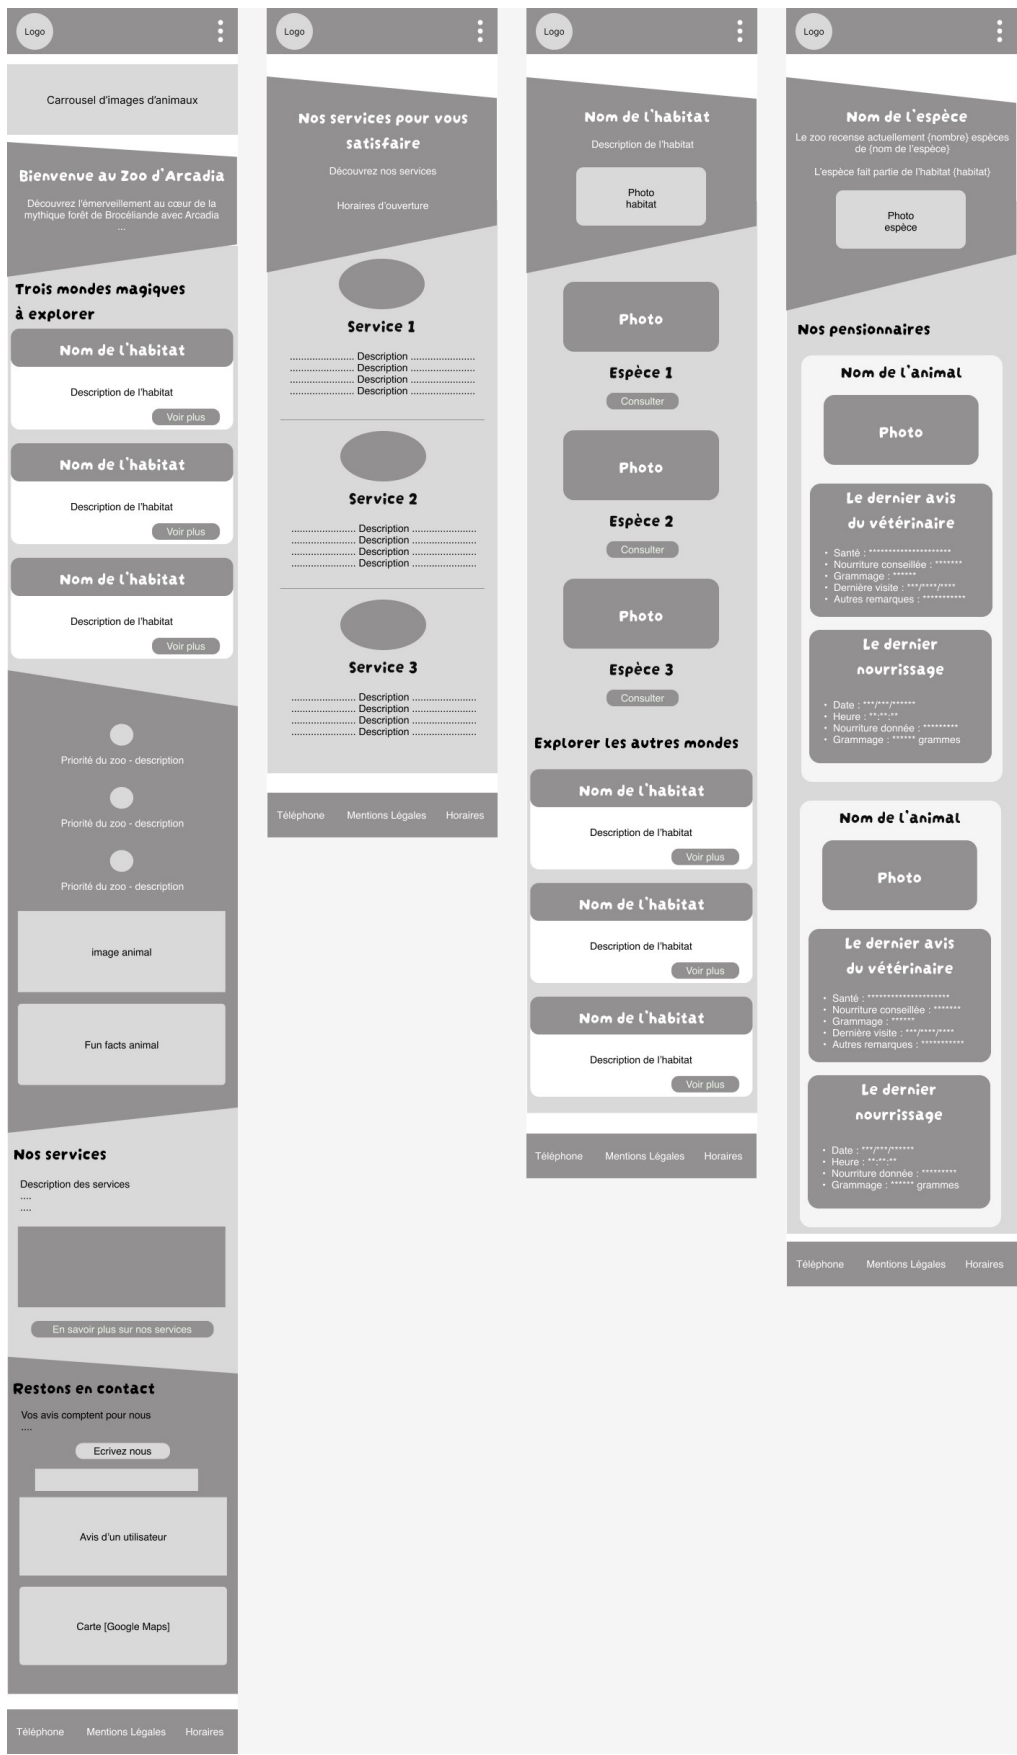 Logo
Carrousel d'images d'animaux
Bienvenue au Zoo d'Arcadia
Découvrez l'émerveillement au cœur de la
mythique forêt de Brocéliande avec Arcadia
...
Trois mondes magiques
à explorer
Nom de l'habitat
Description de l'habitat
Voir plus
Nom de l'habitat
Description de l'habitat
Voir plus
Nom de l'habitat
Description de l'habitat
Voir plus
Priorité du zoo - description
Priorité du zoo - description
Priorité du zoo - description
image animal
Fun facts animal
Nos services
Description des services
....
....
En savoir plus sur nos services
Restons en contact
Vos avis comptent pour nous
....
Ecrivez nous
Avis d'un utilisateur
Carte [Google Maps]
Téléphone Mentions Légales Horaires
Logo
Nos services pour vous
satisfaire
Découvrez nos services
Horaires d'ouverture
Service 1
....................... Description .......................
....................... Description .......................
....................... Description .......................
....................... Description .......................
Service 2
....................... Description .......................
....................... Description .......................
....................... Description .......................
....................... Description .......................
Service 3
....................... Description .......................
....................... Description .......................
....................... Description .......................
....................... Description .......................
Téléphone Mentions Légales Horaires
Logo
Nom de l'habitat
Description de l'habitat
Photo
habitat
Photo
Espèce 1
Consulter
Photo
Espèce 2
Consulter
Photo
Espèce 3
Consulter
Explorer les autres mondes
Nom de l'habitat
Description de l'habitat
Voir plus
Nom de l'habitat
Description de l'habitat
Voir plus
Nom de l'habitat
Description de l'habitat
Voir plus
Téléphone Mentions Légales Horaires
Logo
Nom de l'espèce
Le zoo recense actuellement {nombre} espèces
de {nom de l'espèce}
L'espèce fait partie de l'habitat {habitat}
Photo
espèce
Nos pensionnaires
Nom de l'animal
Photo
Le dernier avis
du vétérinaire
• Santé : *********************
• Nourriture conseillée : *******
• Grammage : ******
• Dernière visite : ***/****/****
• Autres remarques : ***********
Le dernier
nourrissage
• Date : ***/***/******
• Heure : **:**:**
• Nourriture donnée : *********
• Grammage : ****** grammes
Nom de l'animal
Photo
Le dernier avis
du vétérinaire
• Santé : *********************
• Nourriture conseillée : *******
• Grammage : ******
• Dernière visite : ***/****/****
• Autres remarques : ***********
Le dernier
nourrissage
• Date : ***/***/******
• Heure : **:**:**
• Nourriture donnée : *********
• Grammage : ****** grammes
Téléphone Mentions Légales Horaires